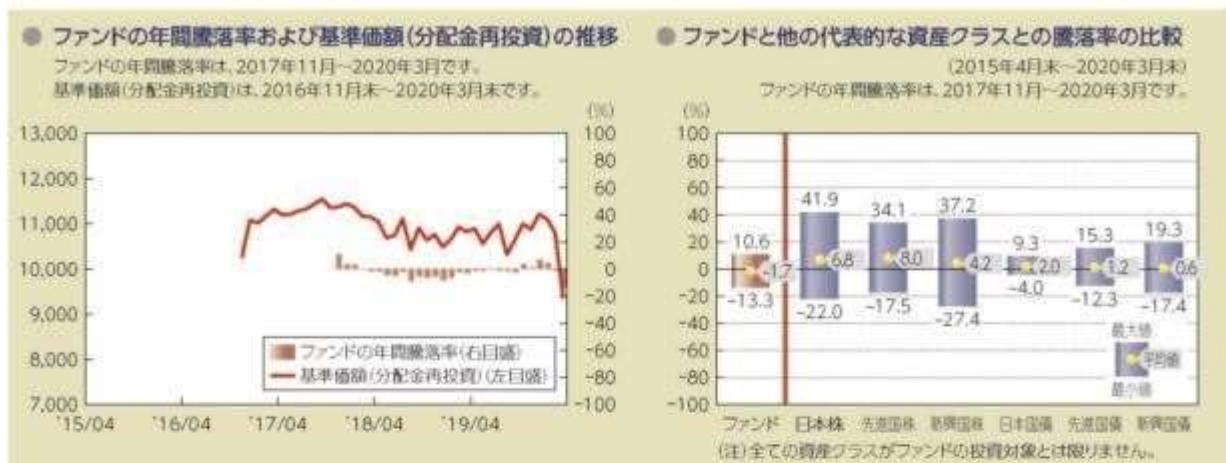 ● ファンドの年間騰落率および基準価額(分配金再投資)の推移
ファンドの年間騰落率は、2017年11月～2020年3月です。
基準価額(分配金再投資)は、2016年11月末～2020年3月末です。
(%)
13,000
12,000
11,000
10,000
9,000
8,000
7,000
100
80
60
40
20
0
-20
-40
-60
-80
-100
ファンドの年間騰落率(右目盛)
基準価額(分配金再投資)(左目盛)
'15/04 '16/04 '17/04 '18/04 '19/04
● ファンドと他の代表的な資産クラスとの騰落率の比較
(2015年4月末～2020年3月末)
ファンドの年間騰落率は、2017年11月～2020年3月です。
(%)
100
80
60
40
20
0
-20
-40
-60
-80
-100
10.6 41.9 34.1 37.2 9.3 15.3 19.3
-1.7 6.8 8.0 4.2 2.0 1.2 0.6
-13.3 -22.0 -17.5 -27.4 -4.0 -12.3 -17.4
最大値
平均値
最小値
ファンド 日本株 先進国株 新興国株 日本国債 先進国債 新興国債
(注)全ての資産クラスがファンドの投資対象とは限りません。